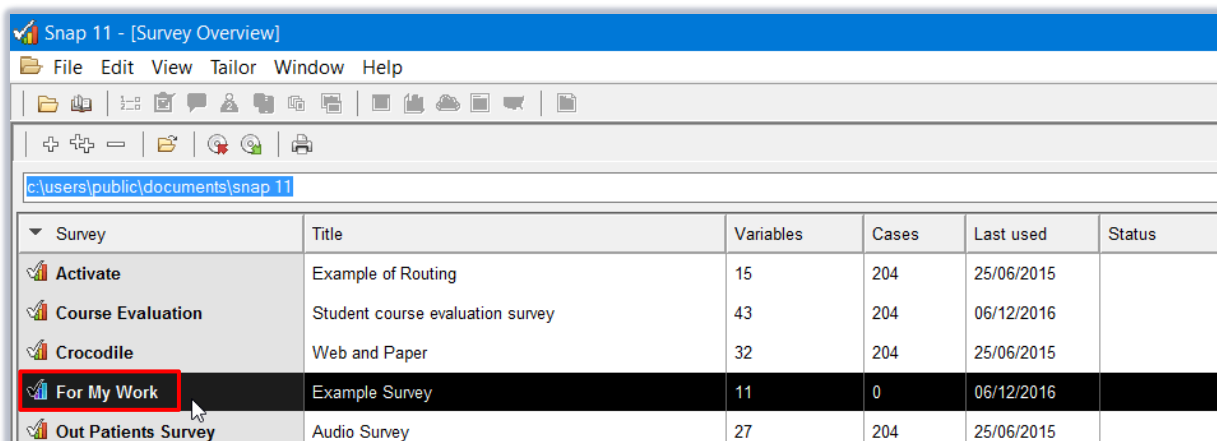 Snap 11 - [Survey Overview]
File Edit View Tailor Window Help
c:\users\public\documents\snap 11
Survey Title Variables Cases Last used Status
Activate Example of Routing 15 204 25/06/2015
Course Evaluation Student course evaluation survey 43 204 06/12/2016
Crocodile Web and Paper 32 204 25/06/2015
For My Work Example Survey 11 0 06/12/2016
Out Patients Survey Audio Survey 27 204 25/06/2015